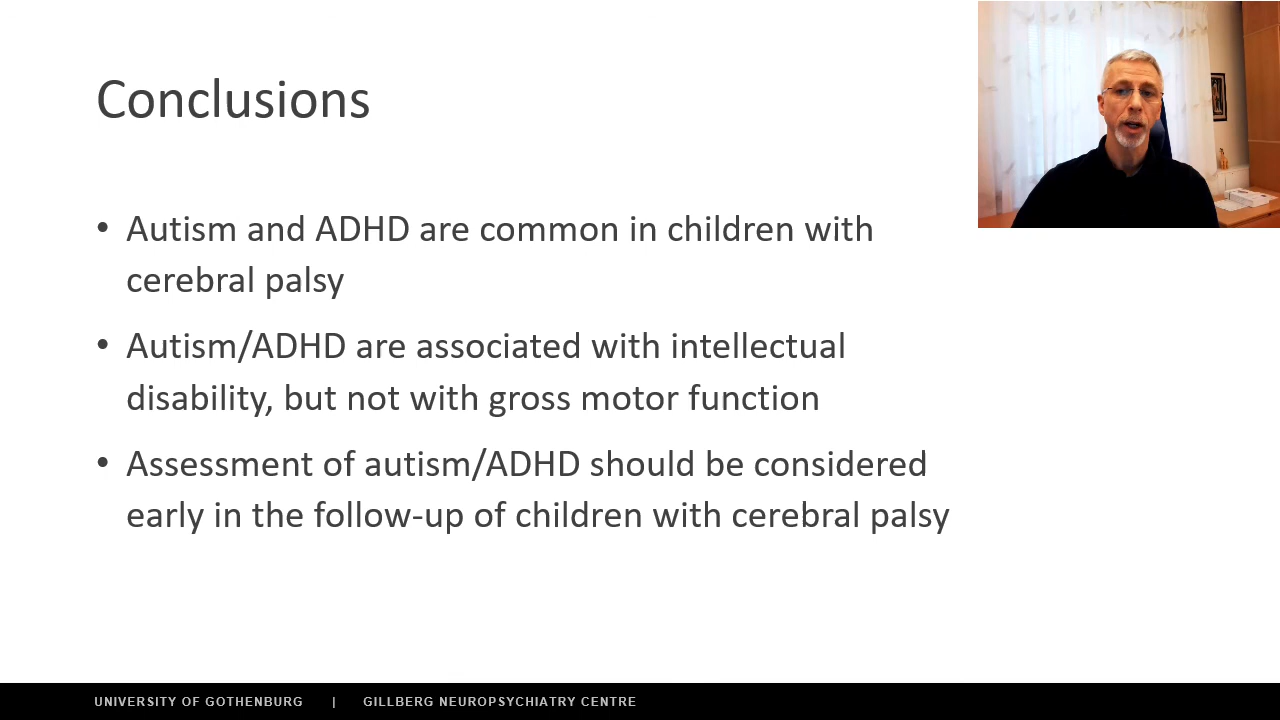 Conclusions
• Autism and ADHD are common in children with
cerebral palsy
• Autism/ADHD are associated with intellectual
disability, but not with gross motor function
• Assessment of autism/ADHD should be considered
early in the follow-up of children with cerebral palsy
UNIVERSITY OF GOTHENBURG | GILLBERG NEUROPSYCHIATRY CENTRE